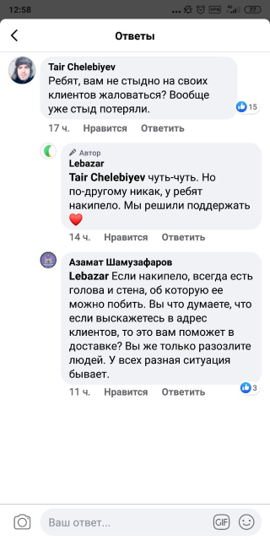 12:58
77
Ответы
Tair Chelebiyev
Ребят, вам не стыдно на своих
клиентов жаловаться? Вообще
уже стыд потеряли.
15
17 ч. Нравится Ответить
Автор
Lebazar
Tair Chelebiyev чуть-чуть. Но
по-другому никак, у ребят
накипело. Мы решили поддержать
❤️
14 ч. Нравится Ответить
Азамат Шамузафаров
Lebazar Если накипело, всегда есть
голова и стена, об которую ее
можно побить. Вы что думаете, что
если выскажетесь в адрес
клиентов, то это вам поможет в
доставке? Вы же только разозлите
людей. У всех разная ситуация
бывает.
3
11 ч. Нравится Ответить
Ваш ответ...
GIF